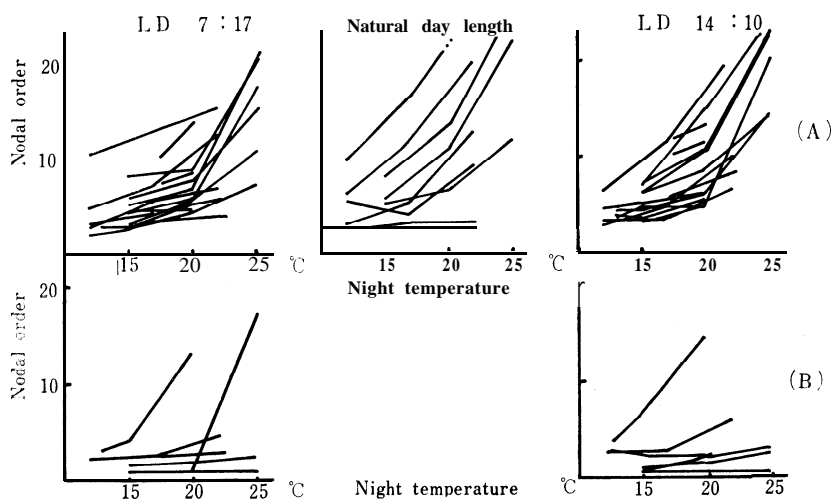 LD 7:17 Natural day length LD 14:10
Nodal order
20
10
(A)
15 20 25 °C 15 20 25 °C 15 20 25
Night temperature
Nodal order
20
10
(B)
15 20 25 °C Night temperature °C 15 20 25